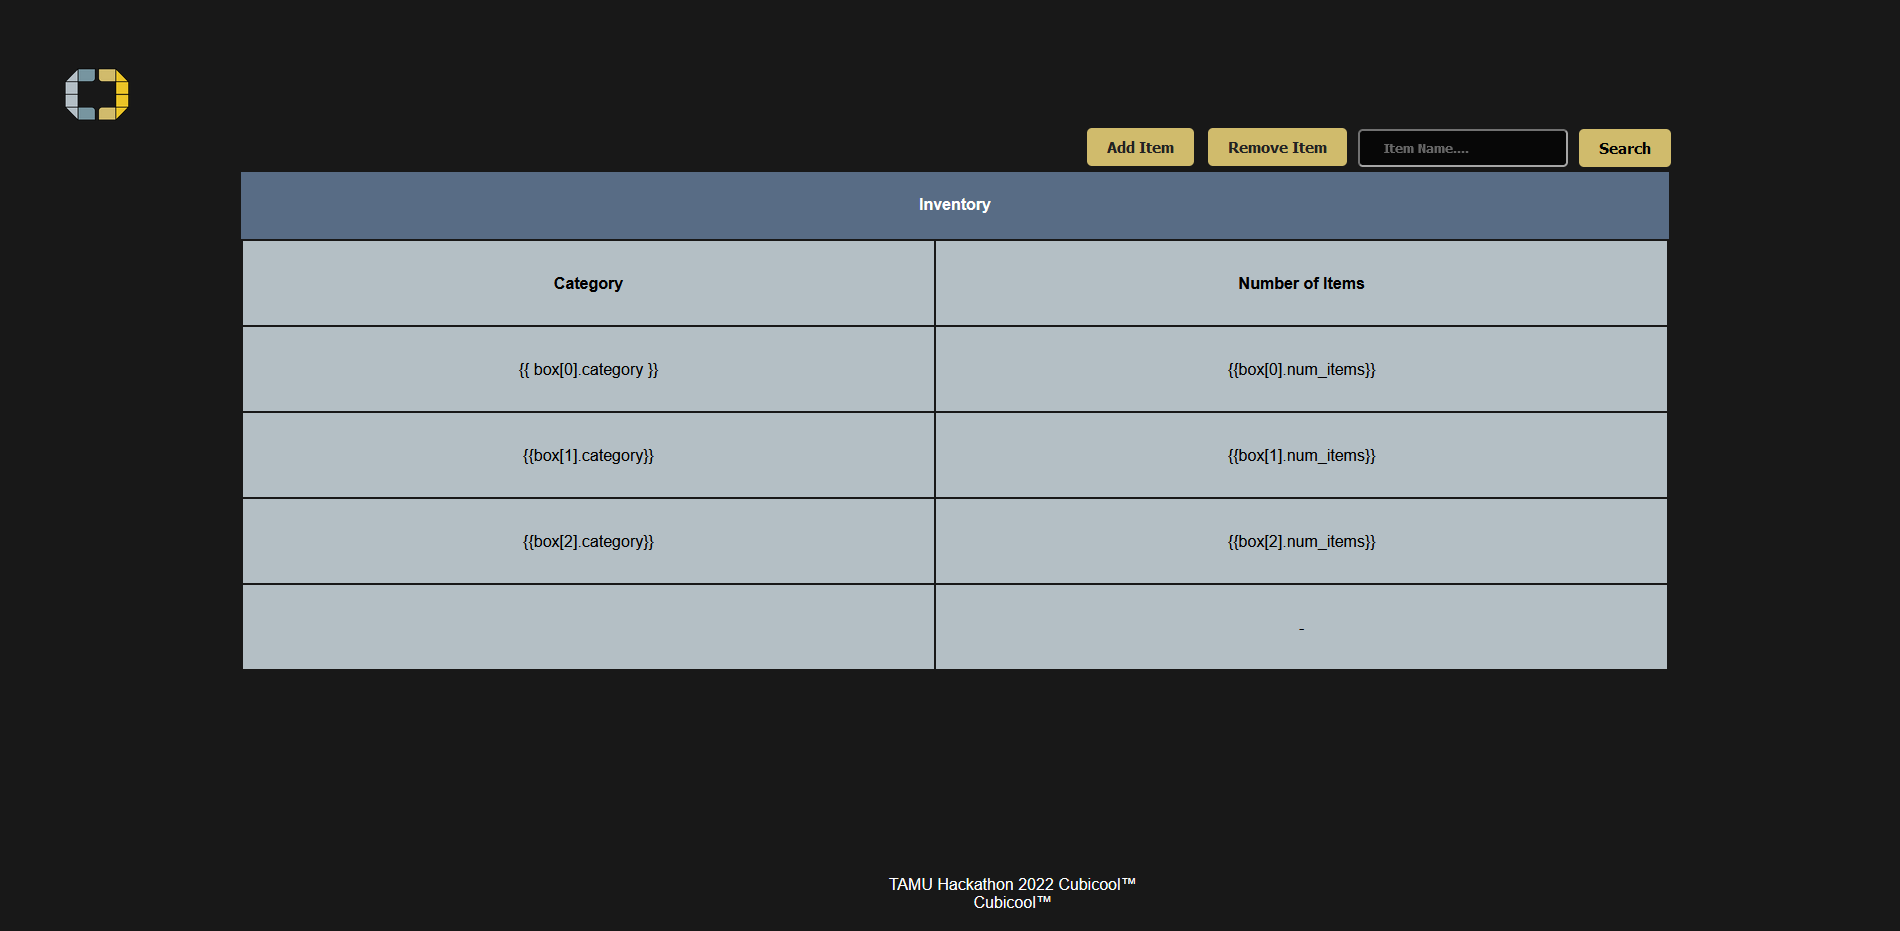 Add Item Remove Item Item Name.... Search
Inventory
Category Number of Items
{{ box[0].category }} {{box[0].num_items}}
{{box[1].category}} {{box[1].num_items}}
{{box[2].category}} {{box[2].num_items}}
-
TAMU Hackathon 2022 Cubicool™
Cubicool™